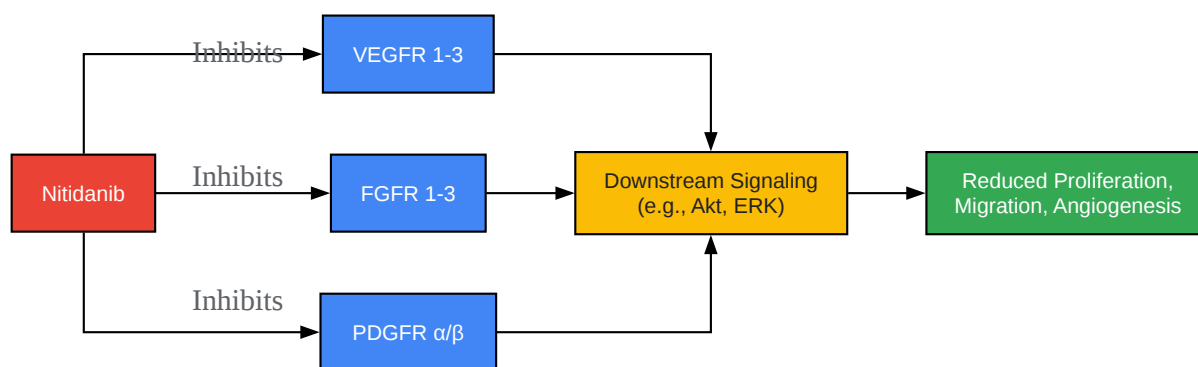 Inhibits
VEGFR 1-3
Nitidanib
Inhibits
FGFR 1-3
Downstream Signaling
(e.g., Akt, ERK)
Reduced Proliferation,
Migration, Angiogenesis
Inhibits
PDGFR α/β